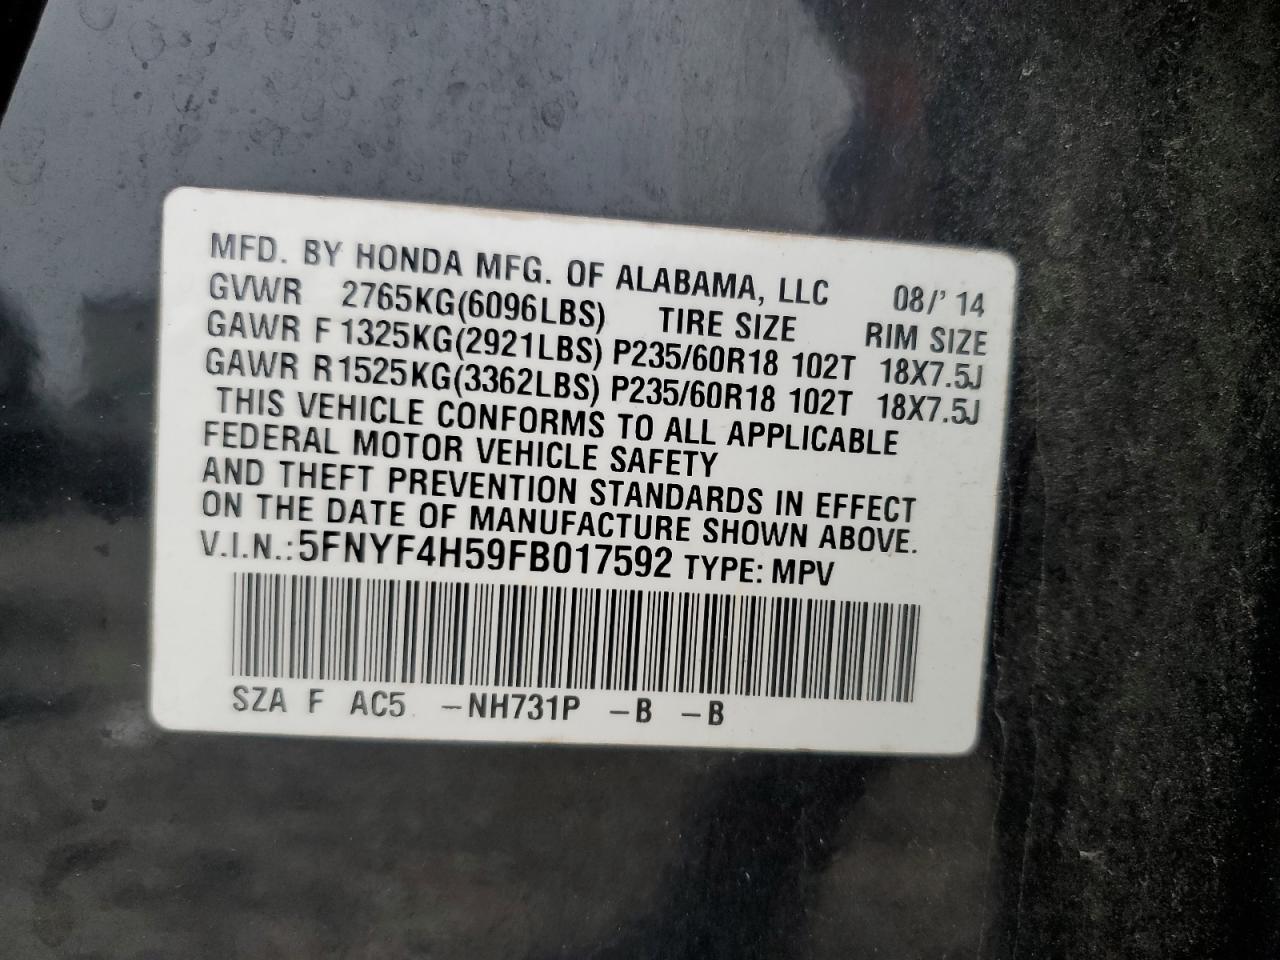 MFD. BY HONDA MFG. OF ALABAMA, LLC 08/' 14
GVWR 2765KG(6096LBS) TIRE SIZE RIM SIZE
GAWR F 1325KG(2921LBS) P235/60R18 102T 18X7.5J
GAWR R 1525KG(3362LBS) P235/60R18 102T 18X7.5J
THIS VEHICLE CONFORMS TO ALL APPLICABLE
FEDERAL MOTOR VEHICLE SAFETY
AND THEFT PREVENTION STANDARDS IN EFFECT
ON THE DATE OF MANUFACTURE SHOWN ABOVE.
V.I.N.: 5FNYF4H59FB017592 TYPE: MPV
SZA F AC5 -NH731P -B -B